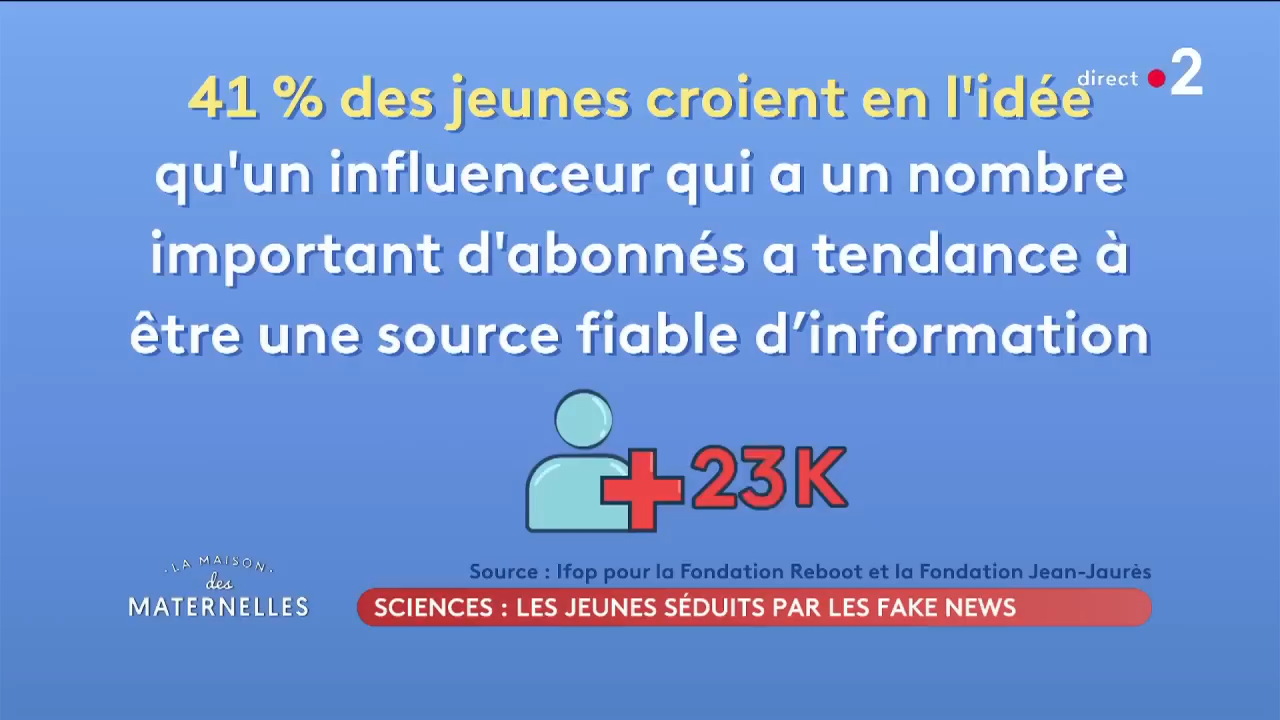 41 % des jeunes croient en l'idée
direct 2
qu'un influenceur qui a un nombre
important d'abonnés a tendance à
être une source fiable d’information
+23K
Source : Ifop pour la Fondation Reboot et la Fondation Jean-Jaurès
·LA MAISON·
des
MATERNELLES
SCIENCES : LES JEUNES SÉDUITS PAR LES FAKE NEWS